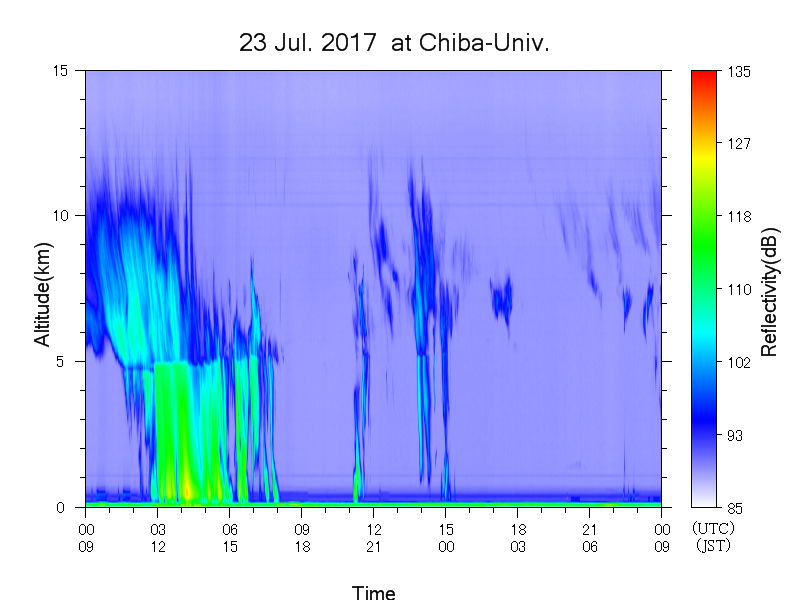 23 Jul. 2017 at Chiba-Univ.
15
10
5
0
Altitude(km)
00 03 06 09 12 15 18 21 00
09 12 15 18 21 00 03 06 09
Time
135
127
118
110
102
93
85
Reflectivity(dB)
(UTC)
(JST)